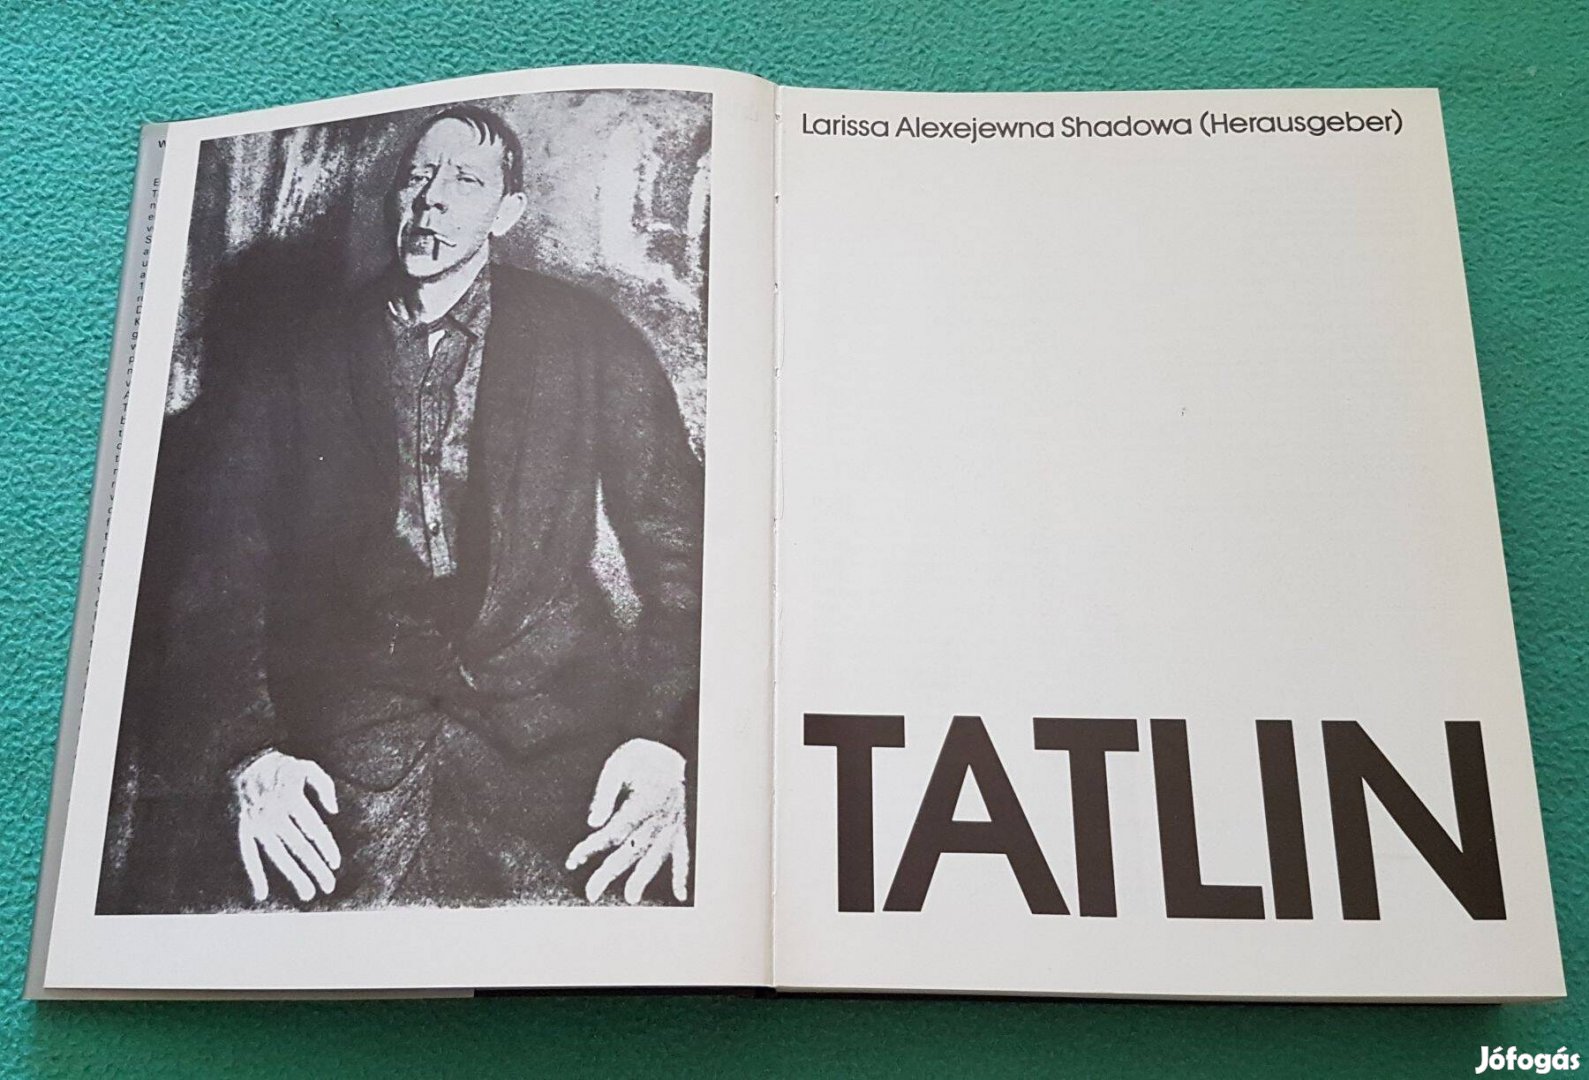 Larissa Alexejewna Shadowa (Herausgeber)
TATLIN
Jófogás